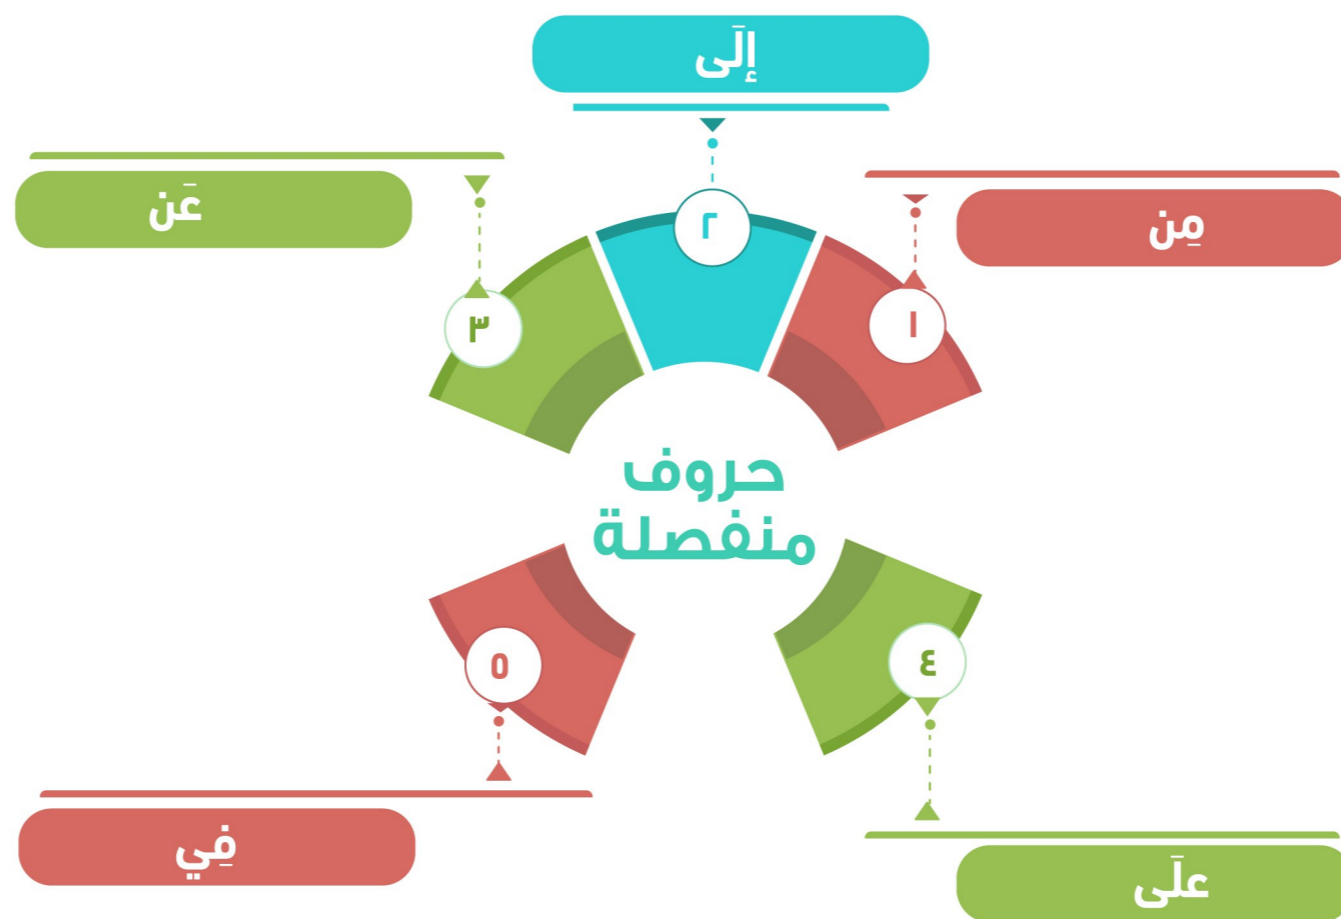 حروف
منفصلة
١
مِن
٢
إلَى
٣
عَن
٤
علَى
٥
فِي